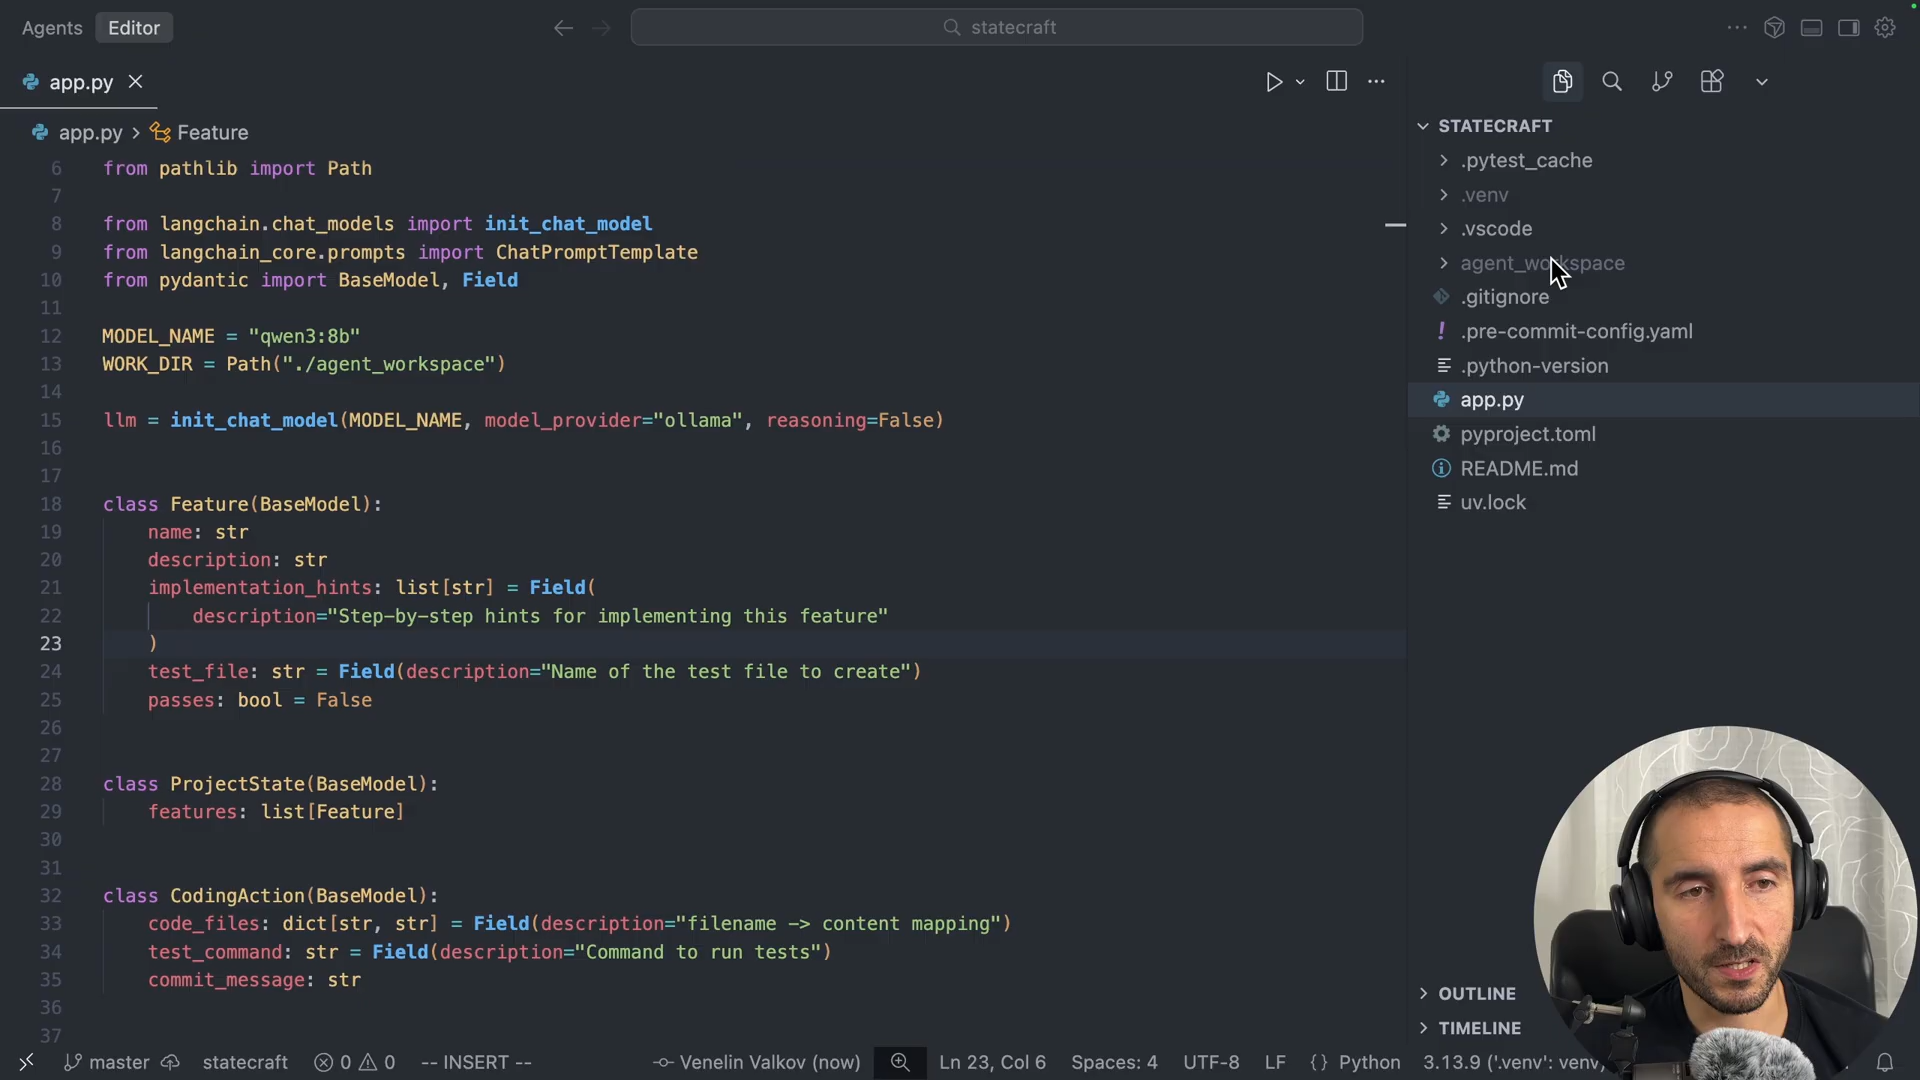 Agents Editor
statecraft
app.py
app.py > Feature
6 from pathlib import Path
7
8 from langchain.chat_models import init_chat_model
9 from langchain_core.prompts import ChatPromptTemplate
10 from pydantic import BaseModel, Field
11
12 MODEL_NAME = "qwen3:8b"
13 WORK_DIR = Path("./agent_workspace")
14
15 llm = init_chat_model(MODEL_NAME, model_provider="ollama", reasoning=False)
16
17
18 class Feature(BaseModel):
19 name: str
20 description: str
21 implementation_hints: list[str] = Field(
22 description="Step-by-step hints for implementing this feature"
23 )
24 test_file: str = Field(description="Name of the test file to create")
25 passes: bool = False
26
27
28 class ProjectState(BaseModel):
29 features: list[Feature]
30
31
32 class CodingAction(BaseModel):
33 code_files: dict[str, str] = Field(description="filename -> content mapping")
34 test_command: str = Field(description="Command to run tests")
35 commit_message: str
36
37
STATECRAFT
.pytest_cache
.venv
.vscode
agent_workspace
.gitignore
.pre-commit-config.yaml
.python-version
app.py
pyproject.toml
README.md
uv.lock
OUTLINE
TIMELINE
master statecraft 0 0 -- INSERT -- Venelin Valkov (now) Ln 23, Col 6 Spaces: 4 UTF-8 LF {} Python 3.13.9 ('.venv': venv)